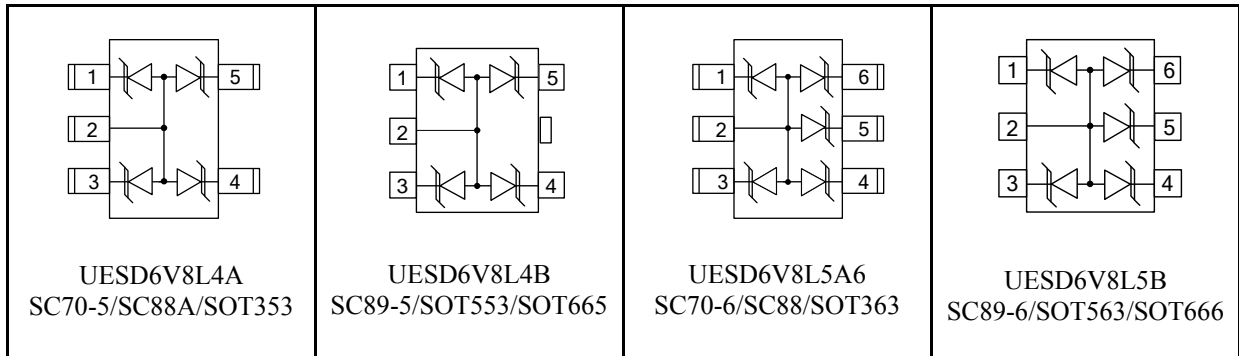 1 5
2
3 4
UESD6V8L4A
SC70-5/SC88A/SOT353
1 5
2
3 4
UESD6V8L4B
SC89-5/SOT553/SOT665
1 6
2 5
3 4
UESD6V8L5A6
SC70-6/SC88/SOT363
1 6
2 5
3 4
UESD6V8L5B
SC89-6/SOT563/SOT666